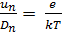 uₙ/Dₙ = e/kT